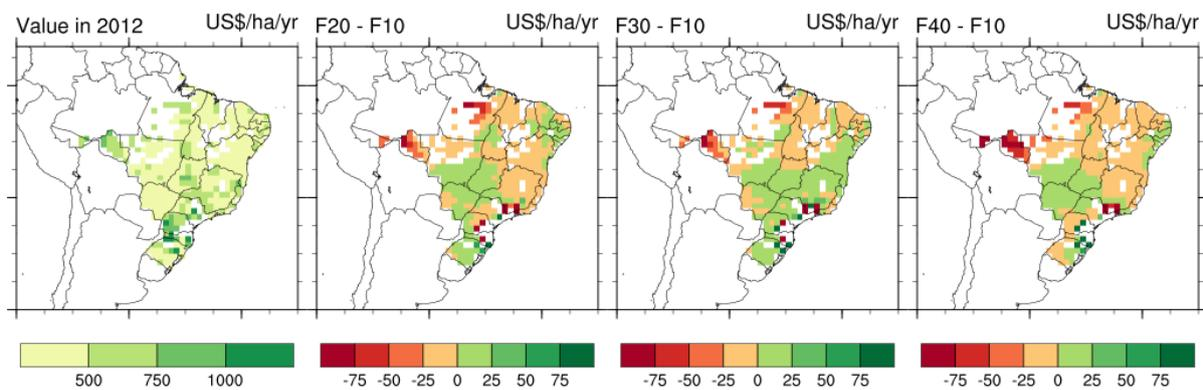 Value in 2012 US$/ha/yr
F20 - F10 US$/ha/yr
F30 - F10 US$/ha/yr
F40 - F10 US$/ha/yr
500 750 1000
-75 -50 -25 0 25 50 75
-75 -50 -25 0 25 50 75
-75 -50 -25 0 25 50 75